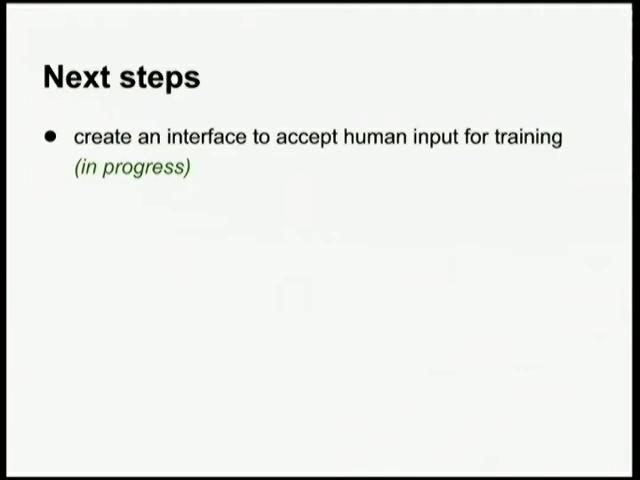 Next steps
● create an interface to accept human input for training
(in progress)